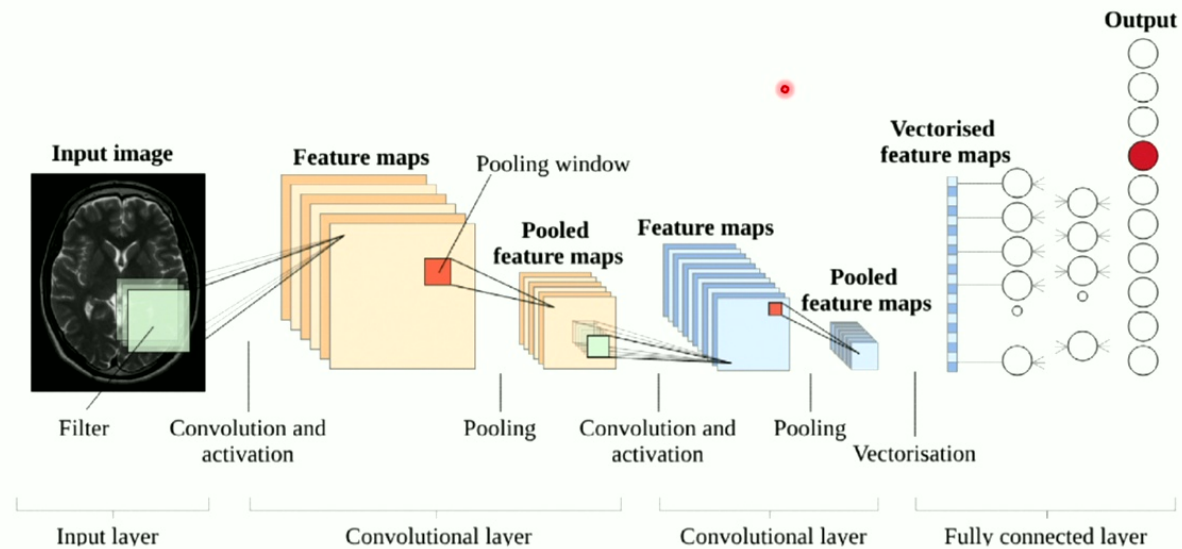 Output
Input image
Feature maps
Pooling window
Vectorised
feature maps
Pooled
feature maps
Feature maps
Pooled
feature maps
Filter
Convolution and
activation
Pooling
Convolution and
activation
Pooling
Vectorisation
Input layer
Convolutional layer
Convolutional layer
Fully connected layer